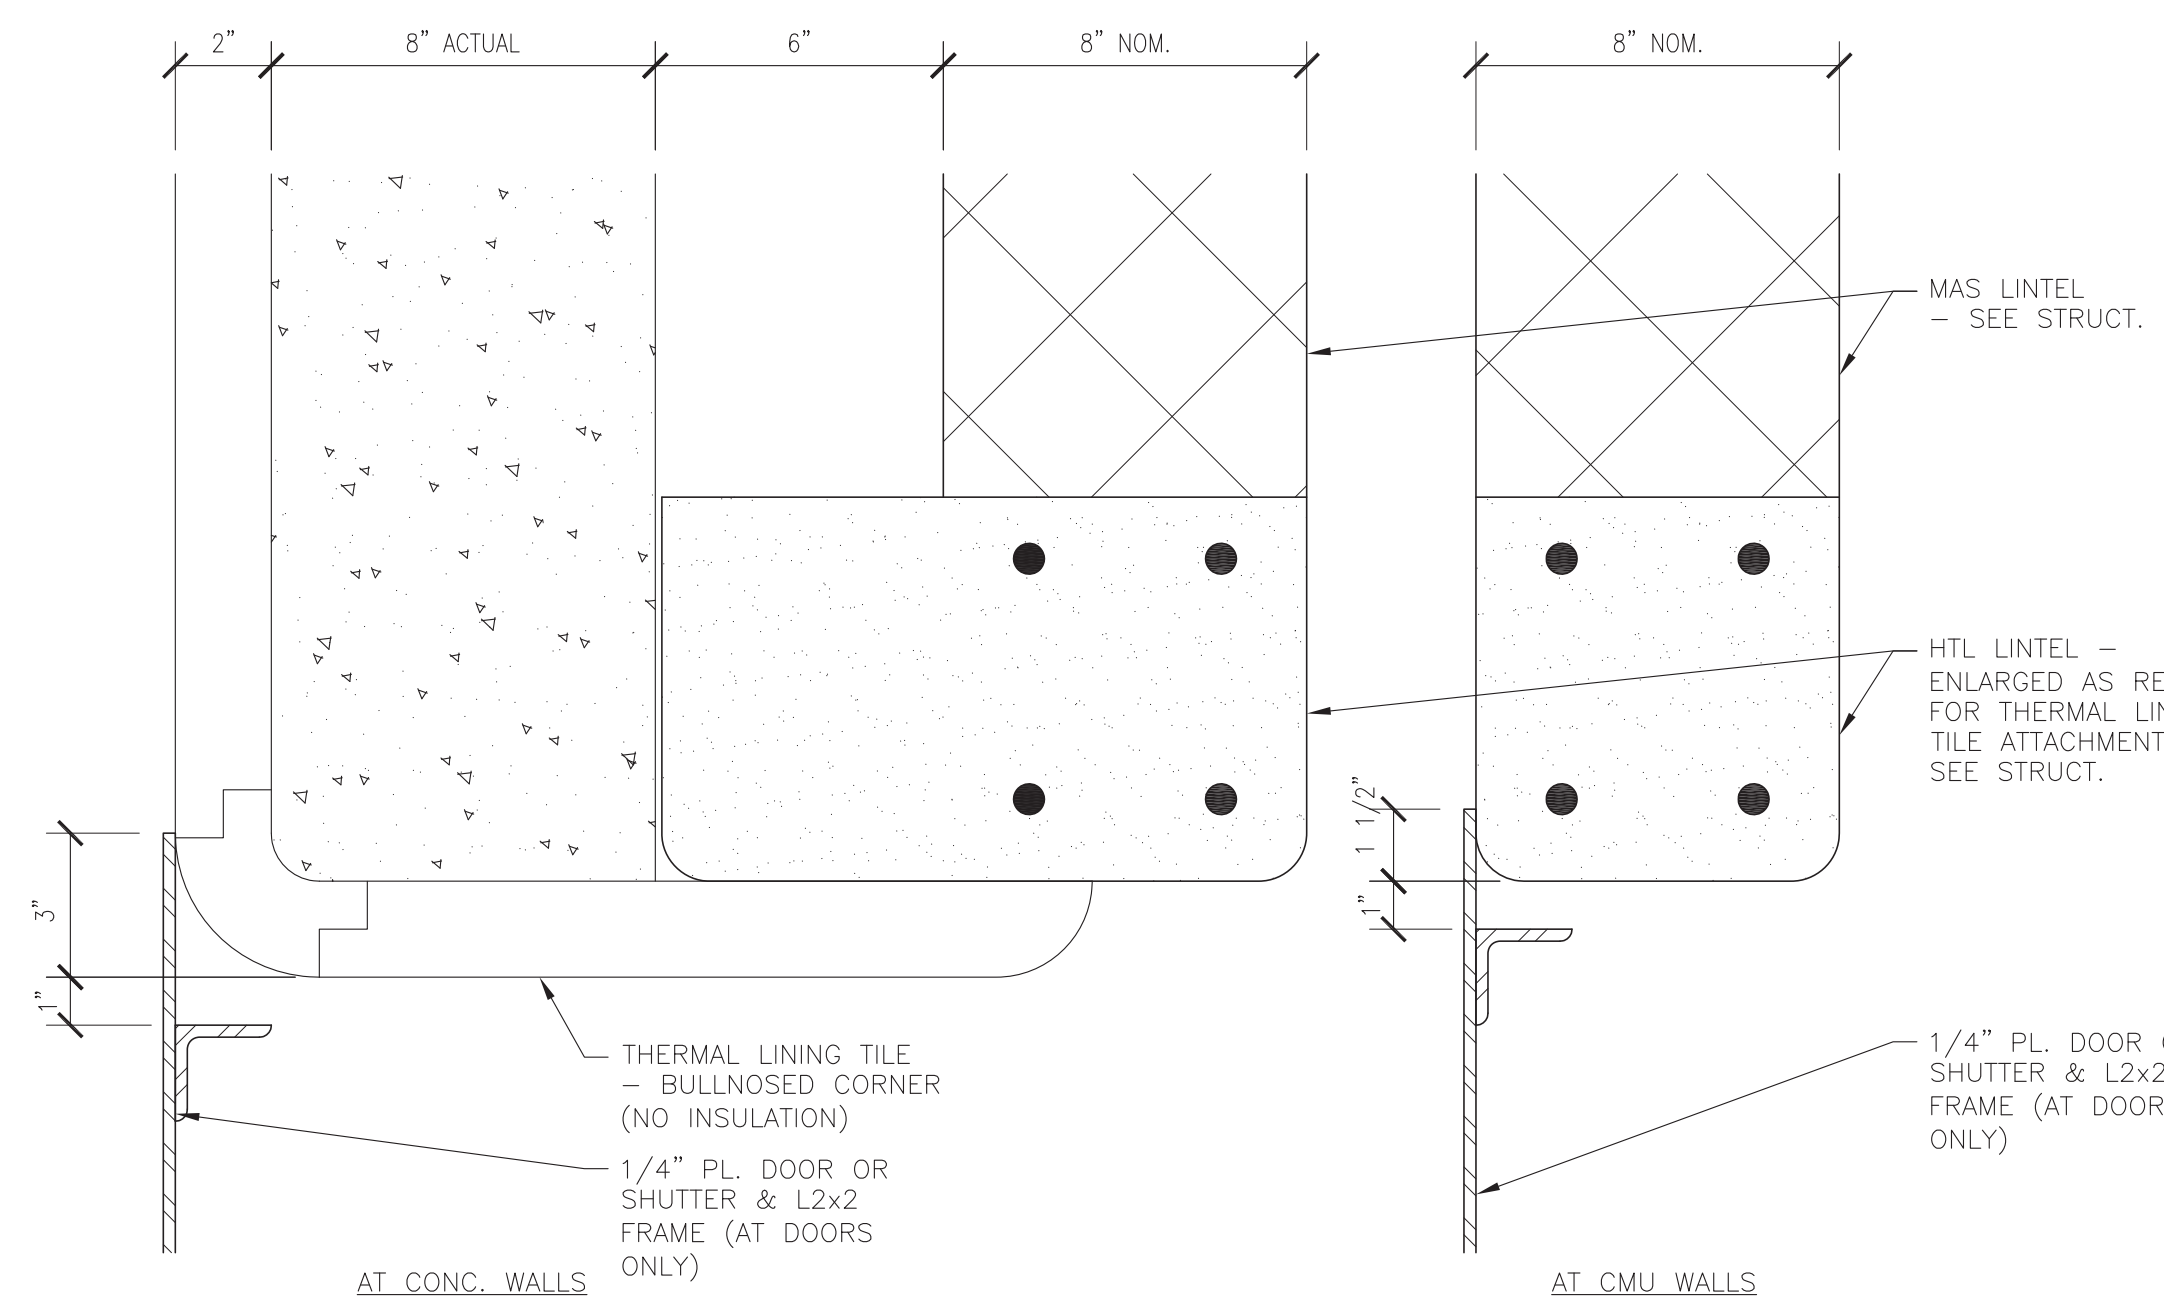 2” 8” ACTUAL 6” 8” NOM. 8” NOM.
MAS LINTEL
– SEE STRUCT.
HTL LINTEL –
ENLARGED AS
FOR THERMAL
TILE ATTACHMENT
SEE STRUCT.
3”
1”
1 1/2”
1”
THERMAL LINING TILE
– BULLNOSED CORNER
(NO INSULATION)
1/4” PL. DOOR OR
SHUTTER & L2x2
FRAME (AT DOORS
ONLY)
1/4” PL. DOOR
SHUTTER & L2x2
FRAME (AT
ONLY)
AT CONC. WALLS
AT CMU WALLS